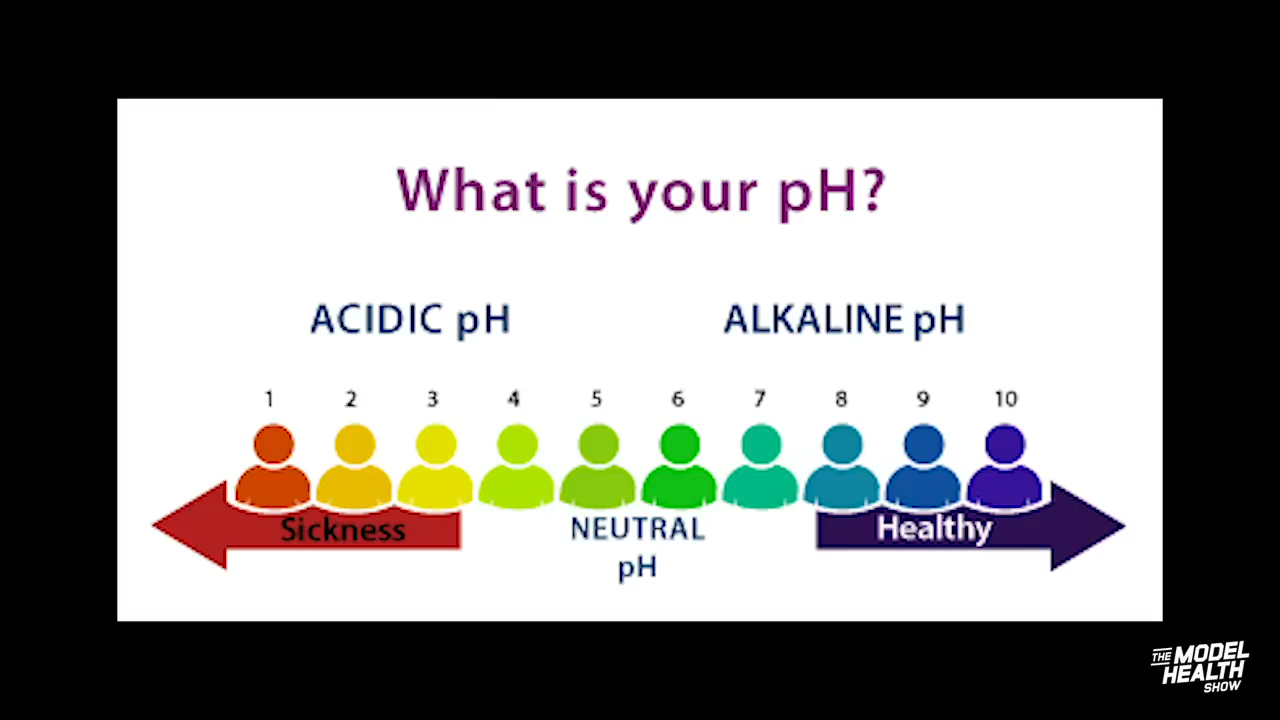 What is your pH?
ACIDIC pH ALKALINE pH
1 2 3 4 5 6 7 8 9 10
Sickness NEUTRAL Healthy
pH
THE MODEL
HEALTH
SHOW